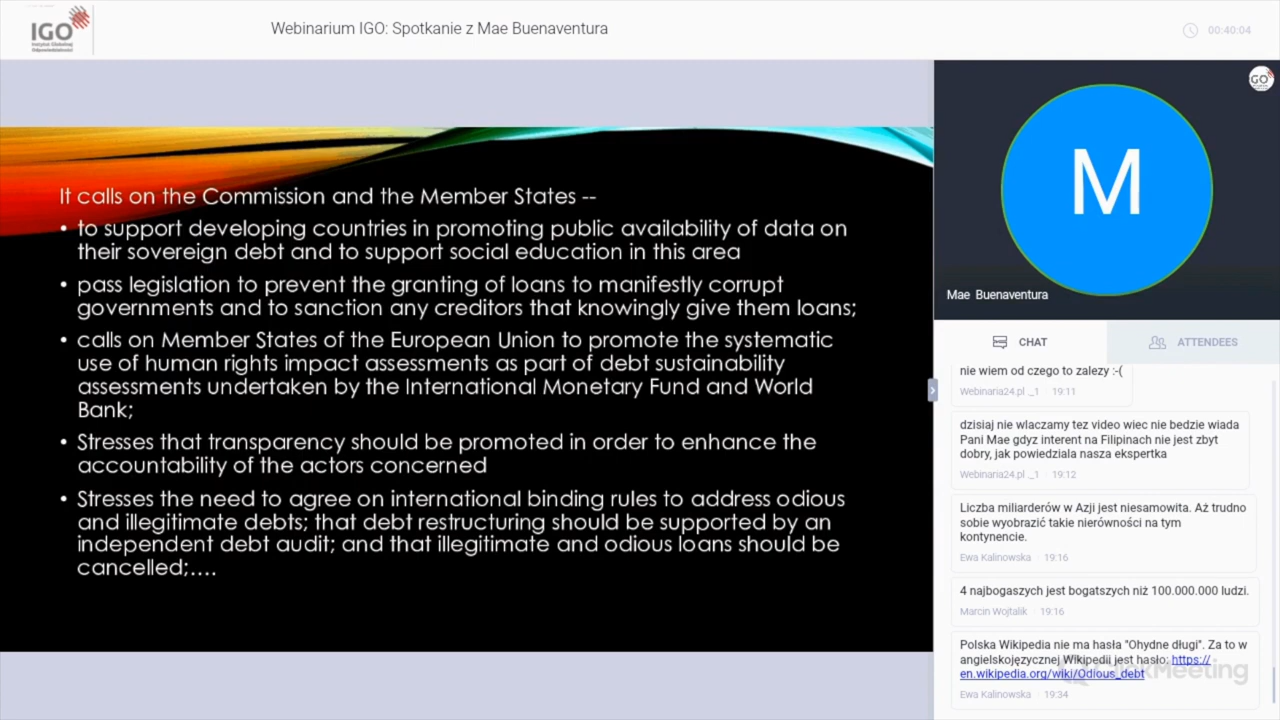 IGO
Instytut Globalnej
Odpowiedzialności
Webinarium IGO: Spotkanie z Mae Buenaventura
00:40:04
It calls on the Commission and the Member States --
• to support developing countries in promoting public availability of data on
their sovereign debt and to support social education in this area
• pass legislation to prevent the granting of loans to manifestly corrupt
governments and to sanction any creditors that knowingly give them loans;
• calls on Member States of the European Union to promote the systematic
use of human rights impact assessments as part of debt sustainability
assessments undertaken by the International Monetary Fund and World
Bank;
• Stresses that transparency should be promoted in order to enhance the
accountability of the actors concerned
• Stresses the need to agree on international binding rules to address odious
and illegitimate debts; that debt restructuring should be supported by an
independent debt audit; and that illegitimate and odious loans should be
cancelled;....
IGO
M
Mae Buenaventura
CHAT
ATTENDEES
nie wiem od czego to zalezy :-(
Webinaria24.pl ._1 · 19:11
dzisiaj nie wlaczamy tez video wiec nie bedzie wiada
Pani Mae gdyz interent na Filipinach nie jest zbyt
dobry, jak powiedziala nasza ekspertka
Webinaria24.pl ._1 · 19:12
Liczba miliarderów w Azji jest niesamowita. Aż trudno
sobie wyobrazić takie nierówności na tym
kontynencie.
Ewa Kalinowska · 19:16
4 najbogaszych jest bogatszych niż 100.000.000 ludzi.
Marcin Wojtalik · 19:16
Polska Wikipedia nie ma hasła "Ohydne długi". Za to w
angielskojęzycznej Wikipedii jest hasło: https://
en.wikipedia.org/wiki/Odious_debt
Ewa Kalinowska · 19:34
ClickMeeting